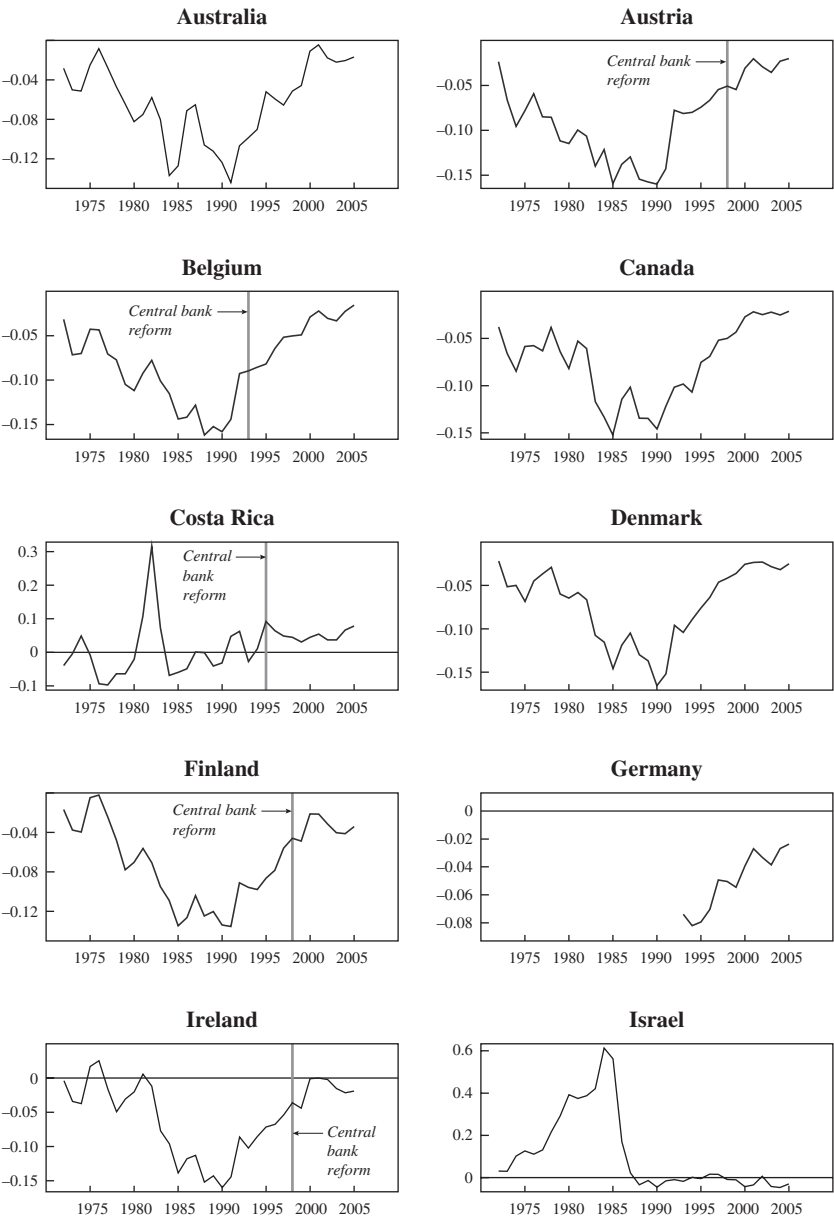 Australia
–0.04
–0.08
–0.12
1975 1980 1985 1990 1995 2000 2005
Austria
Central bank
reform
–0.05
–0.10
–0.15
1975 1980 1985 1990 1995 2000 2005
Belgium
Central bank
reform
–0.05
–0.10
–0.15
1975 1980 1985 1990 1995 2000 2005
Canada
–0.05
–0.10
–0.15
1975 1980 1985 1990 1995 2000 2005
Costa Rica
0.3
Central
bank
reform
0.2
0.1
0
–0.1
1975 1980 1985 1990 1995 2000 2005
Denmark
–0.05
–0.10
–0.15
1975 1980 1985 1990 1995 2000 2005
Finland
Central bank
reform
–0.04
–0.08
–0.12
1975 1980 1985 1990 1995 2000 2005
Germany
0
–0.02
–0.04
–0.06
–0.08
1975 1980 1985 1990 1995 2000 2005
Ireland
0
–0.05
–0.10
–0.15
Central
bank
reform
1975 1980 1985 1990 1995 2000 2005
Israel
0.6
0.4
0.2
0
1975 1980 1985 1990 1995 2000 2005